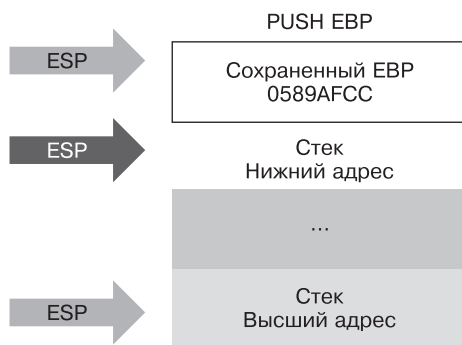 PUSH EBP
ESP
Сохраненный EBP
0589AFCC
ESP
Стек
Нижний адрес
...
ESP
Стек
Высший адрес